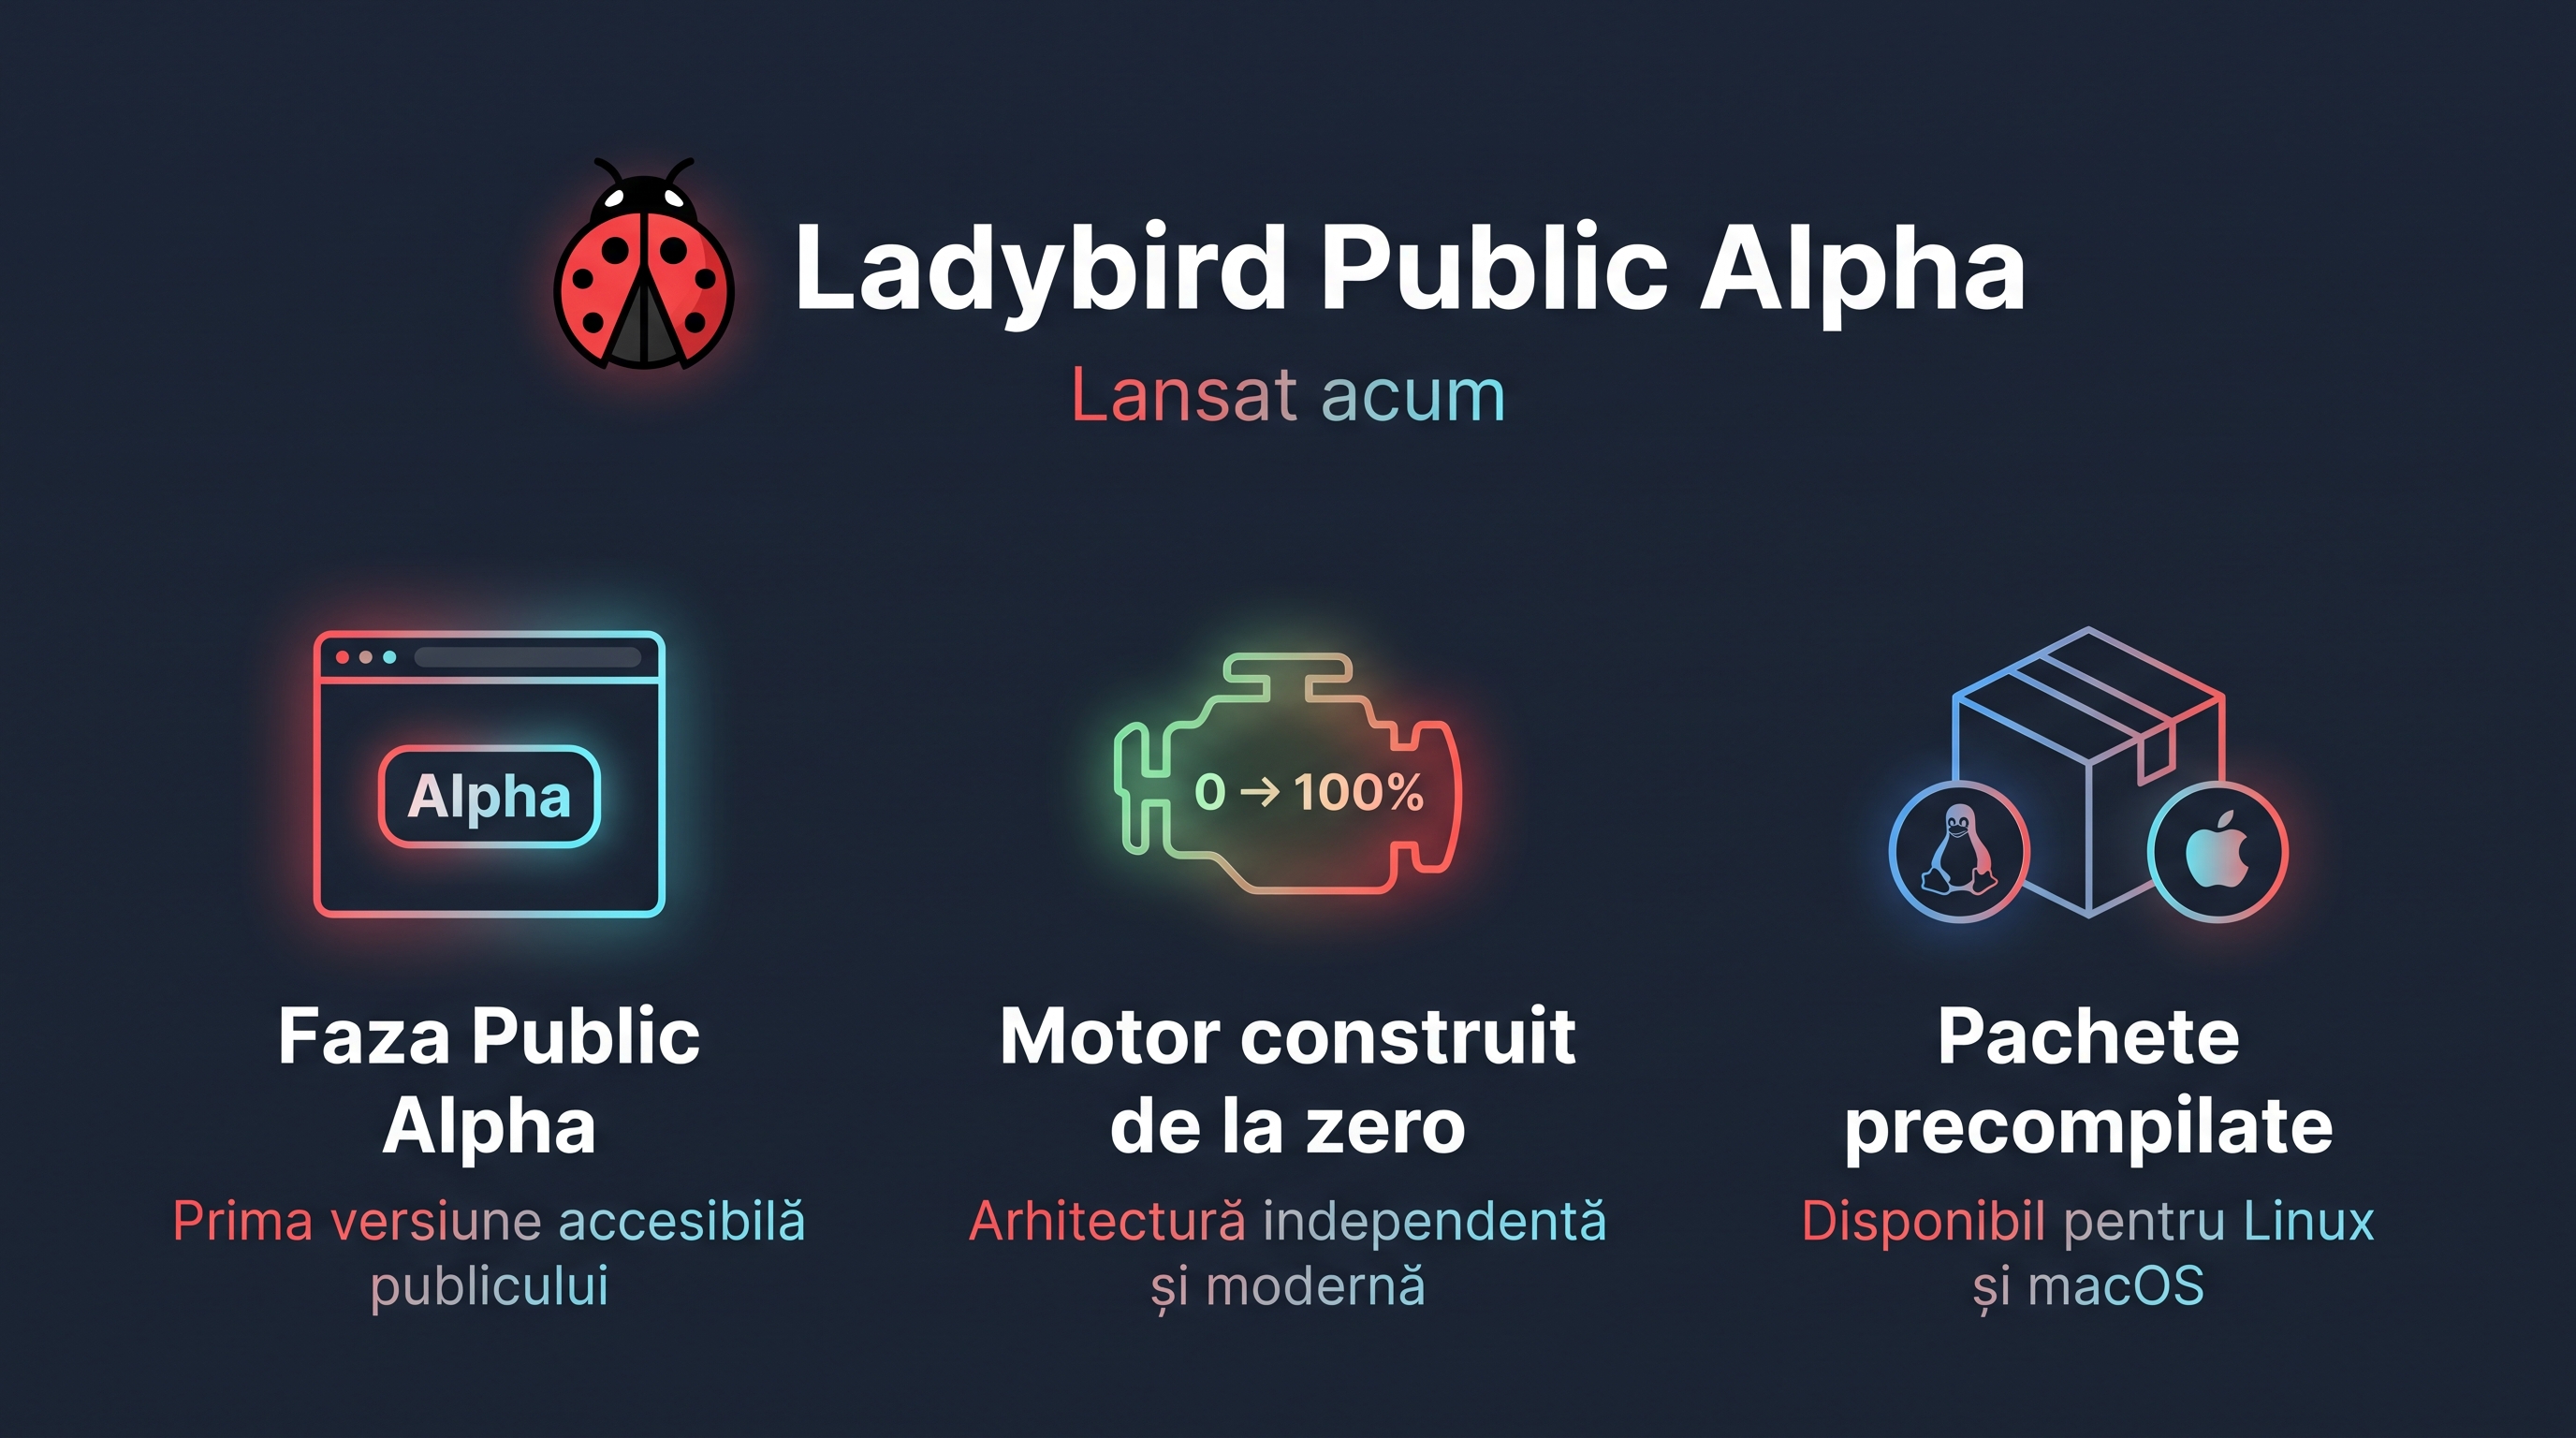 Ladybird Public Alpha
Lansat acum
Alpha
0 → 100%
Faza Public
Alpha
Prima versiune accesibilă
publicului
Motor construit
de la zero
Arhitectură independentă
și modernă
Pachete
precompilate
Disponibil pentru Linux
și macOS